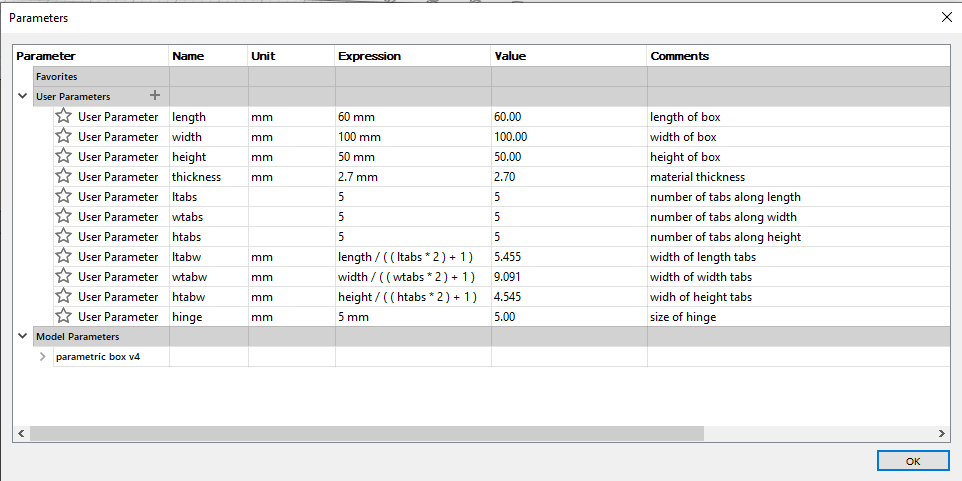 Parameters
Parameter Name Unit Expression Value Comments
Favorites
User Parameters +
User Parameter length mm 60 mm 60.00 length of box
User Parameter width mm 100 mm 100.00 width of box
User Parameter height mm 50 mm 50.00 height of box
User Parameter thickness mm 2.7 mm 2.70 material thickness
User Parameter ltabs 5 5 number of tabs along length
User Parameter wtabs 5 5 number of tabs along width
User Parameter htabs 5 5 number of tabs along height
User Parameter ltabw mm length / ( ( ltabs * 2 ) + 1 ) 5.455 width of length tabs
User Parameter wtabw mm width / ( ( wtabs * 2 ) + 1 ) 9.091 width of width tabs
User Parameter htabw mm height / ( ( htabs * 2 ) + 1 ) 4.545 widh of height tabs
User Parameter hinge mm 5 mm 5.00 size of hinge
Model Parameters
parametric box v4
OK